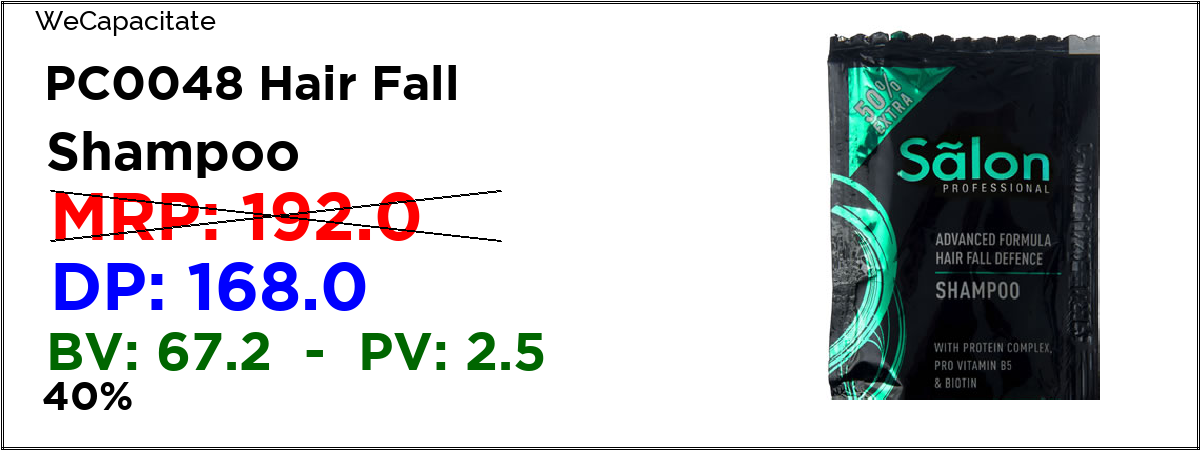 WeCapacitate
PC0048 Hair Fall
Shampoo
MRP: 192.0
DP: 168.0
BV: 67.2 - PV: 2.5
40%
50%
EXTRA
Sãlon
PROFESSIONAL
ADVANCED FORMULA
HAIR FALL DEFENCE
SHAMPOO
WITH PROTEIN COMPLEX,
PRO VITAMIN B5
& BIOTIN